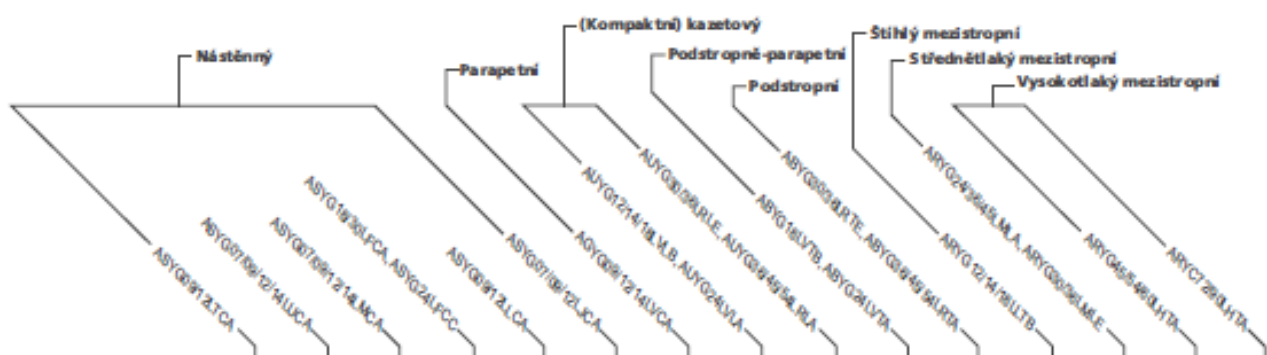 (Kompaktní) kazetový
Štíhlý mezistropní
Nástěnný
Podstropně-parapetní
Střednětlaký mezistropní
Parapetní
Podstropní
Vysokotlaký mezistropní
ASYG09/12LTCA
ASYG07/09/12/14LUCA
ASYG07/09/12/14LMCA
ASYG18/30LFCA, ASYG24LFCC
ASYG09/12LLCA
ASYG07/09/12LJCA
AGYG09/12/14LVCA
AUYG12/14/18LVLB, AUYG24LVLA
AUYG30/36LRLE, AUYG36/45/54LRLA
ABYG18LVTB, ABYG24LVTA
ABYG30/36LRTE, ABYG36/45/54LRTA
ARYG12/14/18LLTB
ARYG24/36/45LMLA, ARYG30/36LMLE
ARYG45/54/60LHTA
ARYC72/90LHTA